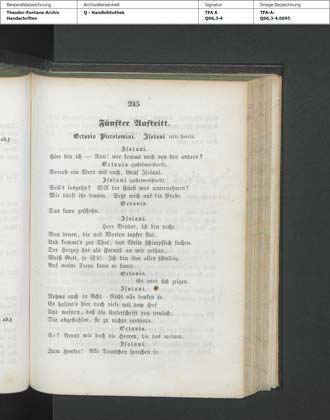 Bestandsbezeichnung
Theodor-Fontane-Archiv
Handschriften
Archivalieneinheit
Q - Handbibliothek
Signatur
TFA A
Q66,3-4
Image-Bezeichnung
TFA-A-
Q66,3-4,0695
245
Fünfter Auftritt.
Octavio Piccolomini. Isolani tritt herein.
Isolani.
Hier bin ich — Nun! wer kommt noch von den andern?
Octavio (geheimnißvoll).
Vorerst ein Wort mit euch, Graf Isolani.
Isolani (geheimnißvoll).
Soll's losgehn? Will der Fürst was unternehmen?
Mir dürft ihr trauen. Setzt mich auf die Probe.
Octavio.
Das kann geschehn.
Isolani.
Herr Bruder, ich bin nicht
Von denen, die mit Worten tapfer sind,
Und kommt's zur That, das Weite schimpflich suchen.
Der Herzog hat als Freund an mir gethan,
Weiß Gott, so ist's! Ich bin ihm alles schuldig.
Auf meine Treue kann er baun.
Octavio.
Es wird sich zeigen.
Isolani.
Nehmt euch in Acht. Nicht alle denken so.
Es halten's hier noch viele mit dem Hof
Und meinen, daß die Unterschrift von neulich,
Die abgestohlne, sie zu nichts verbinde.
Octavio.
So? Nennt mir doch die Herren, die das meinen.
Isolani.
Zum Henker! Alle Deutschen sprechen so.